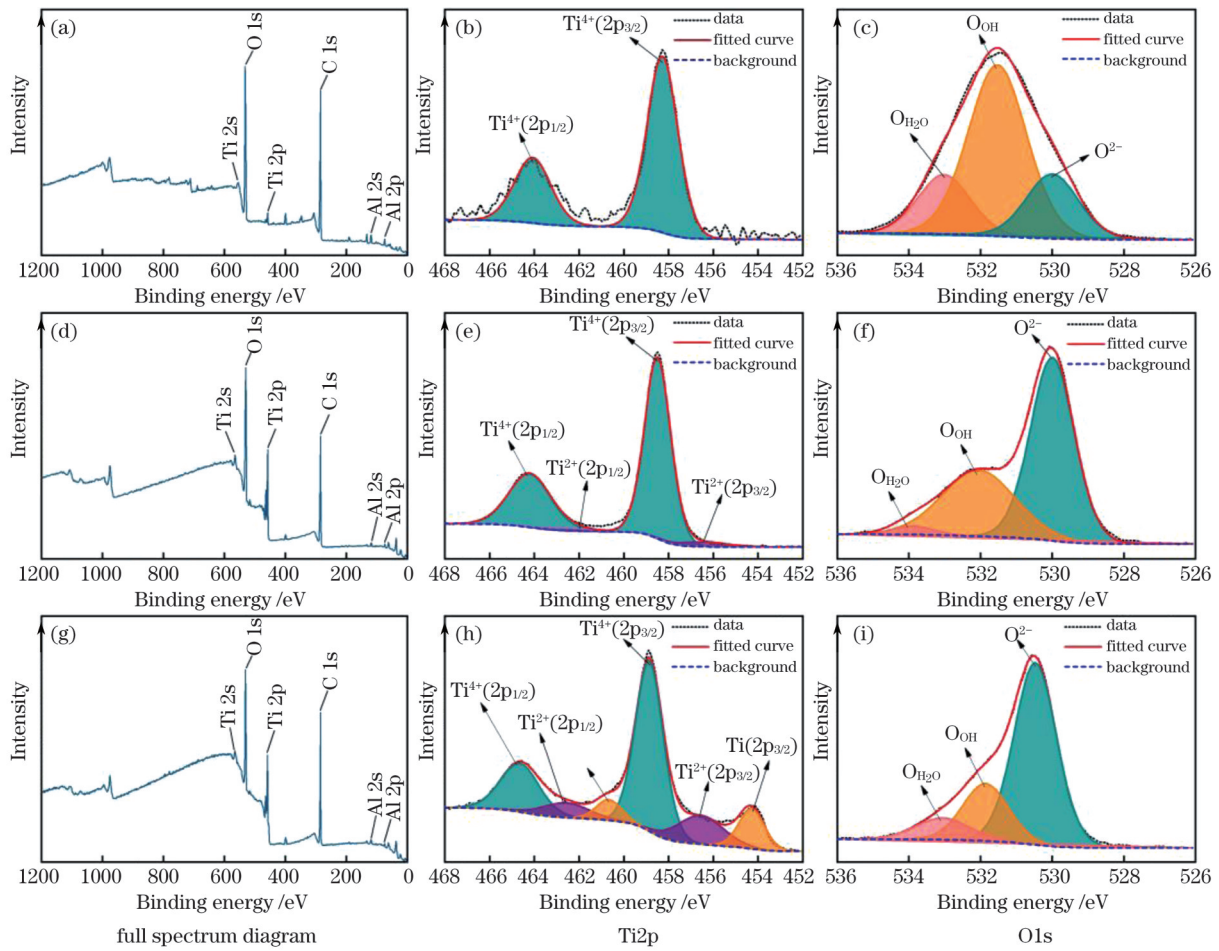 (a)
O 1s
C 1s
Ti 2s
Ti 2p
Al 2s
Al 2p
Intensity
1200 1000 800 600 400 200 0
Binding energy /eV
(b)
Ti⁴⁺(2p₃/₂)
Ti⁴⁺(2p₁/₂)
data
fitted curve
background
Intensity
468 466 464 462 460 458 456 454 452
Binding energy /eV
(c)
O_OH
O_H₂O
O²⁻
data
fitted curve
background
Intensity
536 534 532 530 528 526
Binding energy /eV
(d)
O 1s
Ti 2s
Ti 2p
C 1s
Al 2s
Al 2p
Intensity
1200 1000 800 600 400 200 0
Binding energy /eV
(e)
Ti⁴⁺(2p₃/₂)
Ti⁴⁺(2p₁/₂)
Ti²⁺(2p₁/₂)
Ti²⁺(2p₃/₂)
data
fitted curve
background
Intensity
468 466 464 462 460 458 456 454 452
Binding energy /eV
(f)
O²⁻
O_OH
O_H₂O
data
fitted curve
background
Intensity
536 534 532 530 528 526
Binding energy /eV
(g)
O 1s
Ti 2s
Ti 2p
C 1s
Al 2s
Al 2p
Intensity
1200 1000 800 600 400 200 0
Binding energy /eV
(h)
Ti⁴⁺(2p₃/₂)
Ti⁴⁺(2p₁/₂)
Ti²⁺(2p₁/₂)
Ti(2p₃/₂)
Ti²⁺(2p₃/₂)
data
fitted curve
background
Intensity
468 466 464 462 460 458 456 454 452
Binding energy /eV
(i)
O²⁻
O_OH
O_H₂O
data
fitted curve
background
Intensity
536 534 532 530 528 526
Binding energy /eV
full spectrum diagram
Ti2p
O1s